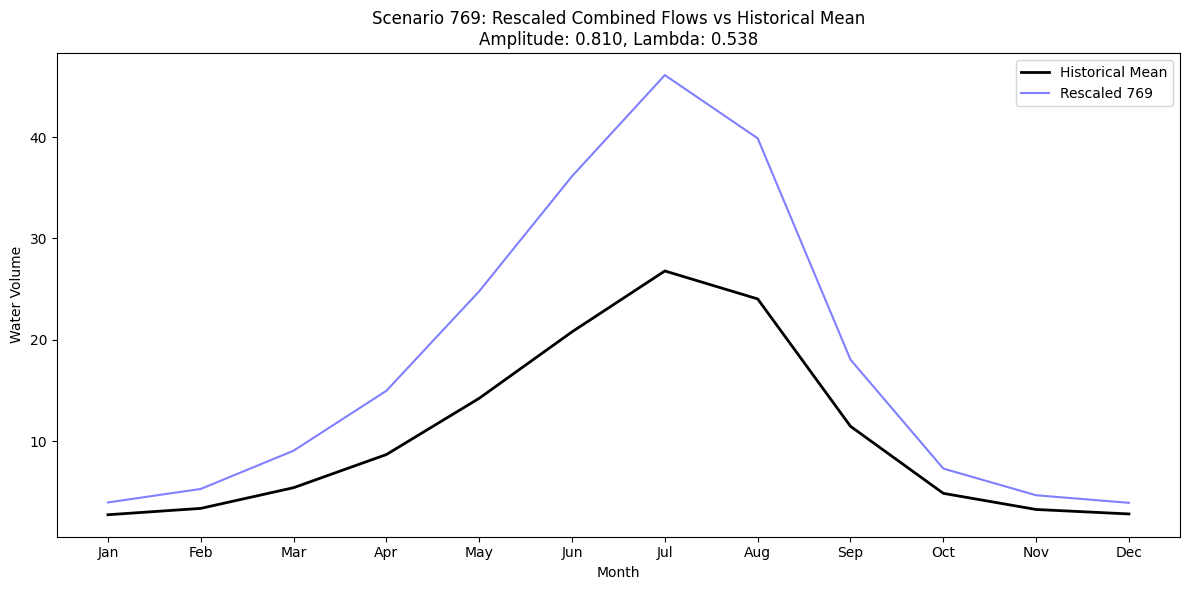 Scenario 769: Rescaled Combined Flows vs Historical Mean
Amplitude: 0.810, Lambda: 0.538
Historical Mean
Rescaled 769
Water Volume
40
30
20
10
Jan Feb Mar Apr May Jun Jul Aug Sep Oct Nov Dec
Month